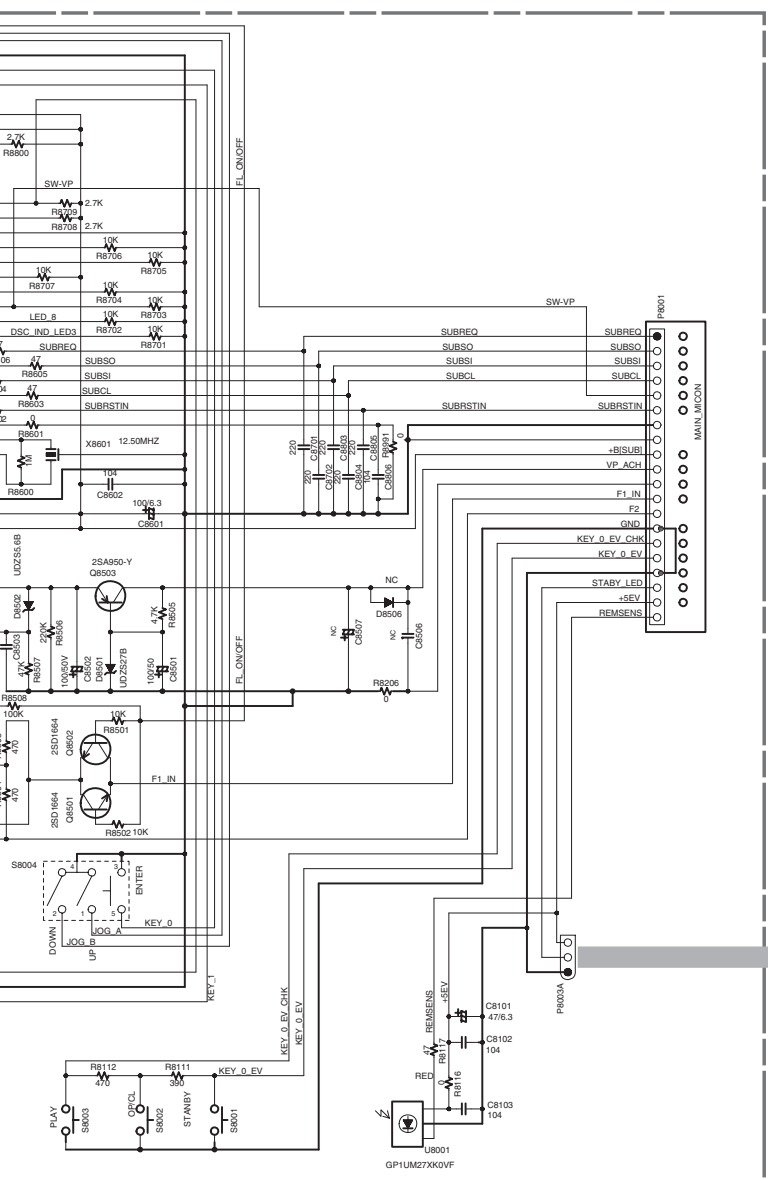 FL_ON/OFF
2.7K
R8800
SW-VP
2.7K
R8709
R8708
2.7K
10K
R8706
10K
R8705
10K
R8707
10K
R8704
10K
R8703
LED_8
10K
R8702
DSC_IND_LED3
10K
R8701
SUBREQ
47
R8605
SUBSO
SUBSI
47
R8603
SUBCL
SUBRSTIN
0
R8601
X8601
12.50MHZ
1M
R8600
104
C8602
100/6.3
C8601
SW-VP
P8001
MAIN_MICON
SUBREQ
SUBREQ
SUBSO
SUBSO
SUBSI
SUBSI
SUBCL
SUBCL
SUBRSTIN
SUBRSTIN
+B[SUB]
VP_ACH
F1_IN
F2
GND
KEY_0_EV_CHK
KEY_0_EV
STABY_LED
+5EV
REMSENS
220
C8701
220
C8702
220
C8803
220
C8804
220
C8805
104
C8806
R8991
0
UDZS5.6B
D8502
2SA950-Y
Q8503
C8503
47K
R8507
220K
R8506
100/50V
C8502
D8501
UDZS27B
4.7K
R8505
100/50
C8501
FL_ON/OFF
NC
D8506
NC
C8507
NC
C8506
R8206
0
R8508
100K
470
470
2SD1664
Q8502
10K
R8501
2SD1664
Q8501
R8502
10K
F1_IN
S8004
4
3
2
1
5
ENTER
DOWN
UP
KEY_0
JOG_A
JOG_B
KEY_1
KEY_0_EV_CHK
KEY_0_EV
R8112
470
R8111
390
KEY_0_EV
PLAY
S8003
OP/CL
S8002
STANBY
S8001
REMSENS
+5EV
C8101
47/6.3
C8102
104
47
R8117
RED
0
R8116
C8103
104
U8001
GP1UM27XK0VF
P8003A